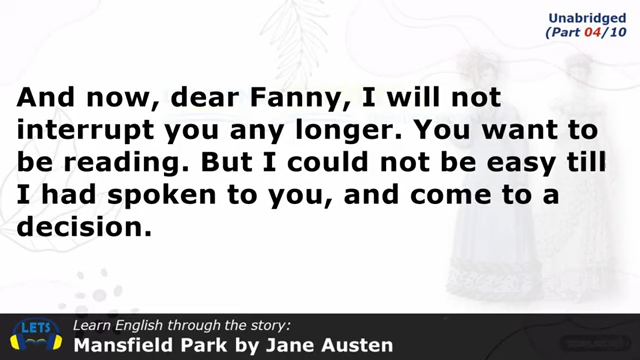 Unabridged
(Part 04/10
And now, dear Fanny, I will not
interrupt you any longer. You want to
be reading. But I could not be easy till
I had spoken to you, and come to a
decision.
LETS
Learn English through the story:
Mansfield Park by Jane Austen